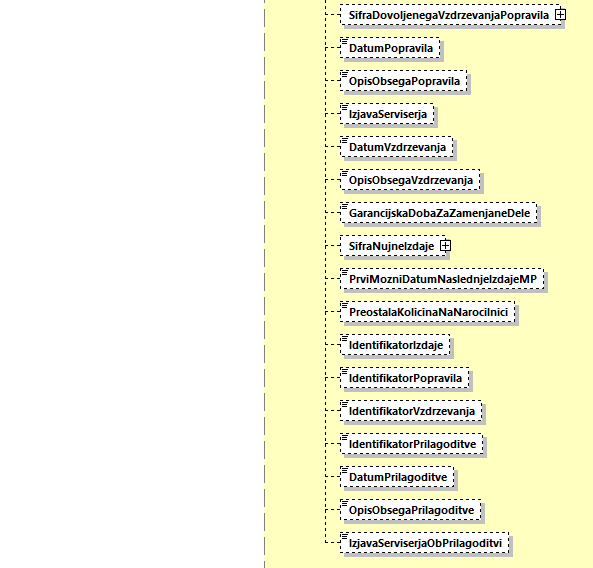 SifraDovoljenegaVzdrzevanjaPopravila
DatumPopravila
OpisObsegaPopravila
IzjavaServiserja
DatumVzdrzevanja
OpisObsegaVzdrzevanja
GarancijskaDobaZaZamenjaneDele
SifraNujneIzdaje
PrviMozniDatumNaslednjeIzdajeMP
PreostalaKolicinaNaNarocilnici
IdentifikatorIzdaje
IdentifikatorPopravila
IdentifikatorVzdrzevanja
IdentifikatorPrilagoditve
DatumPrilagoditve
OpisObsegaPrilagoditve
IzjavaServiserjaObPrilagoditvi